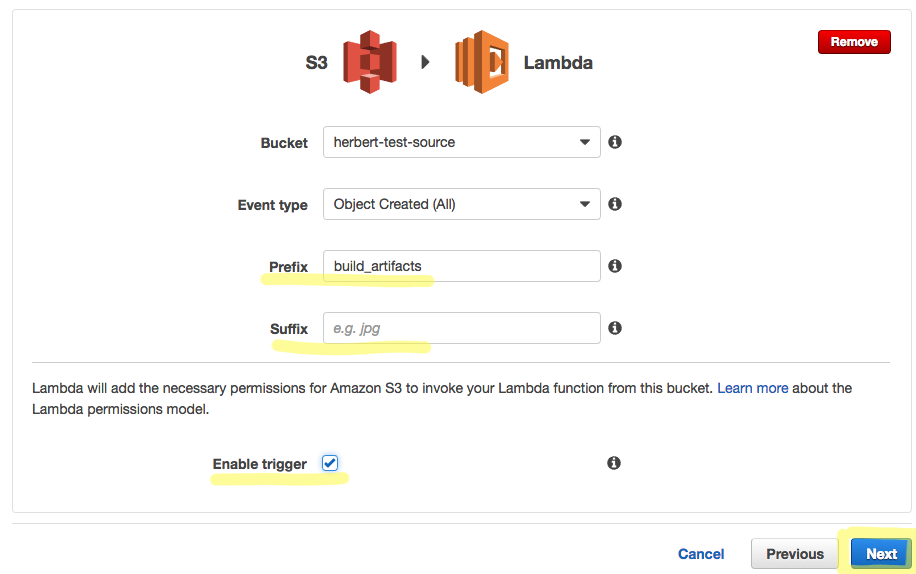 S3 Lambda Remove
Bucket herbert-test-source
Event type Object Created (All)
Prefix build_artifacts
Suffix e.g. jpg
Lambda will add the necessary permissions for Amazon S3 to invoke your Lambda function from this bucket. Learn more about the
Lambda permissions model.
Enable trigger
Cancel Previous Next